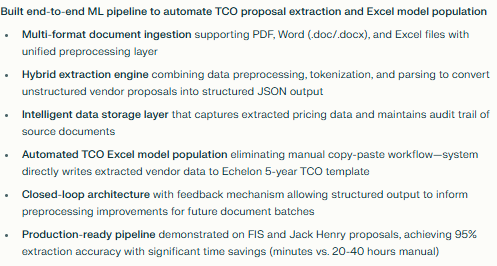 Built end-to-end ML pipeline to automate TCO proposal extraction and Excel model population
• Multi-format document ingestion supporting PDF, Word (.doc/.docx), and Excel files with
unified preprocessing layer
• Hybrid extraction engine combining data preprocessing, tokenization, and parsing to convert
unstructured vendor proposals into structured JSON output
• Intelligent data storage layer that captures extracted pricing data and maintains audit trail of
source documents
• Automated TCO Excel model population eliminating manual copy-paste workflow—system
directly writes extracted vendor data to Echelon 5-year TCO template
• Closed-loop architecture with feedback mechanism allowing structured output to inform
preprocessing improvements for future document batches
• Production-ready pipeline demonstrated on FIS and Jack Henry proposals, achieving 95%
extraction accuracy with significant time savings (minutes vs. 20-40 hours manual)